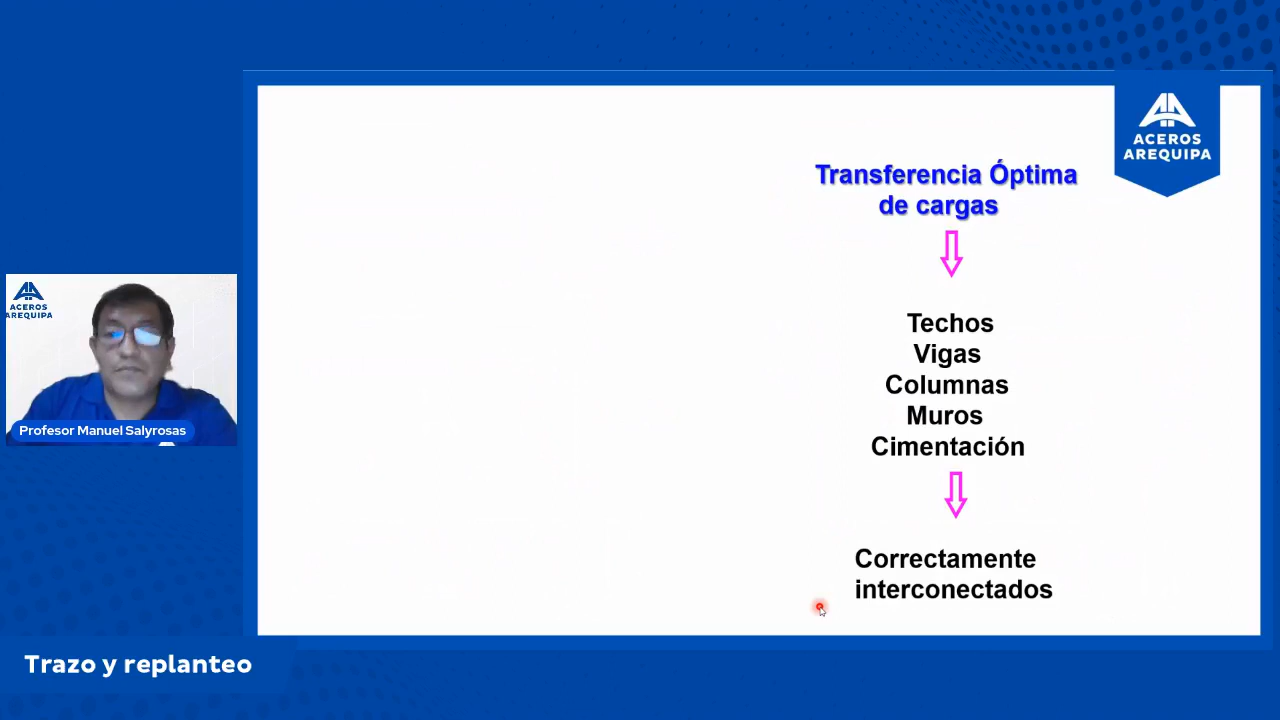 ACEROS
AREQUIPA
Transferencia Óptima
de cargas
Techos
Vigas
Columnas
Muros
Cimentación
Correctamente
interconectados
ACEROS
AREQUIPA
Profesor Manuel Salyrosas
Trazo y replanteo